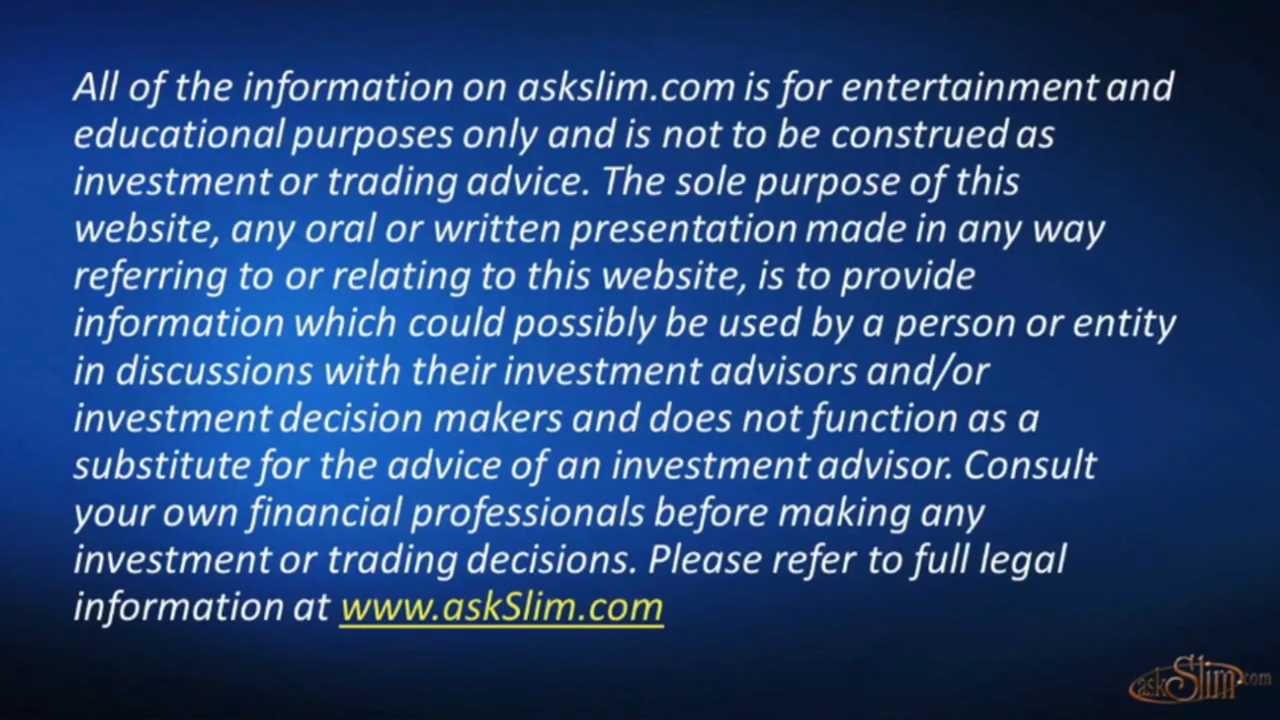 All of the information on askslim.com is for entertainment and
educational purposes only and is not to be construed as
investment or trading advice. The sole purpose of this
website, any oral or written presentation made in any way
referring to or relating to this website, is to provide
information which could possibly be used by a person or entity
in discussions with their investment advisors and/or
investment decision makers and does not function as a
substitute for the advice of an investment advisor. Consult
your own financial professionals before making any
investment or trading decisions. Please refer to full legal
information at www.askSlim.com
askSlim.com